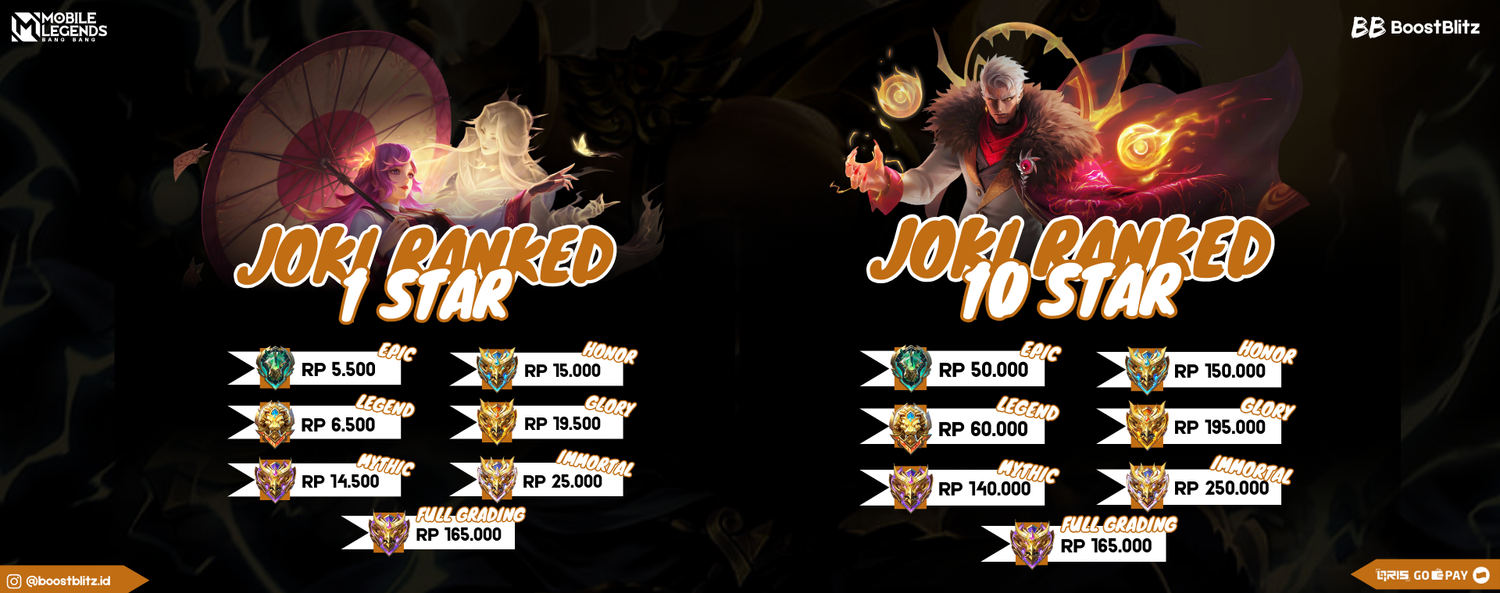 MOBILE
LEGENDS
BANG BANG
BB BoostBlitz
JOKI RANKED
1 STAR
EPIC
RP 5.500
HONOR
RP 15.000
LEGEND
RP 6.500
GLORY
RP 19.500
MYTHIC
RP 14.500
IMMORTAL
RP 25.000
FULL GRADING
RP 165.000
JOKI RANKED
10 STAR
EPIC
RP 50.000
HONOR
RP 150.000
LEGEND
RP 60.000
GLORY
RP 195.000
MYTHIC
RP 140.000
IMMORTAL
RP 250.000
FULL GRADING
RP 165.000
@boostblitz.id
QRIS GO PAY